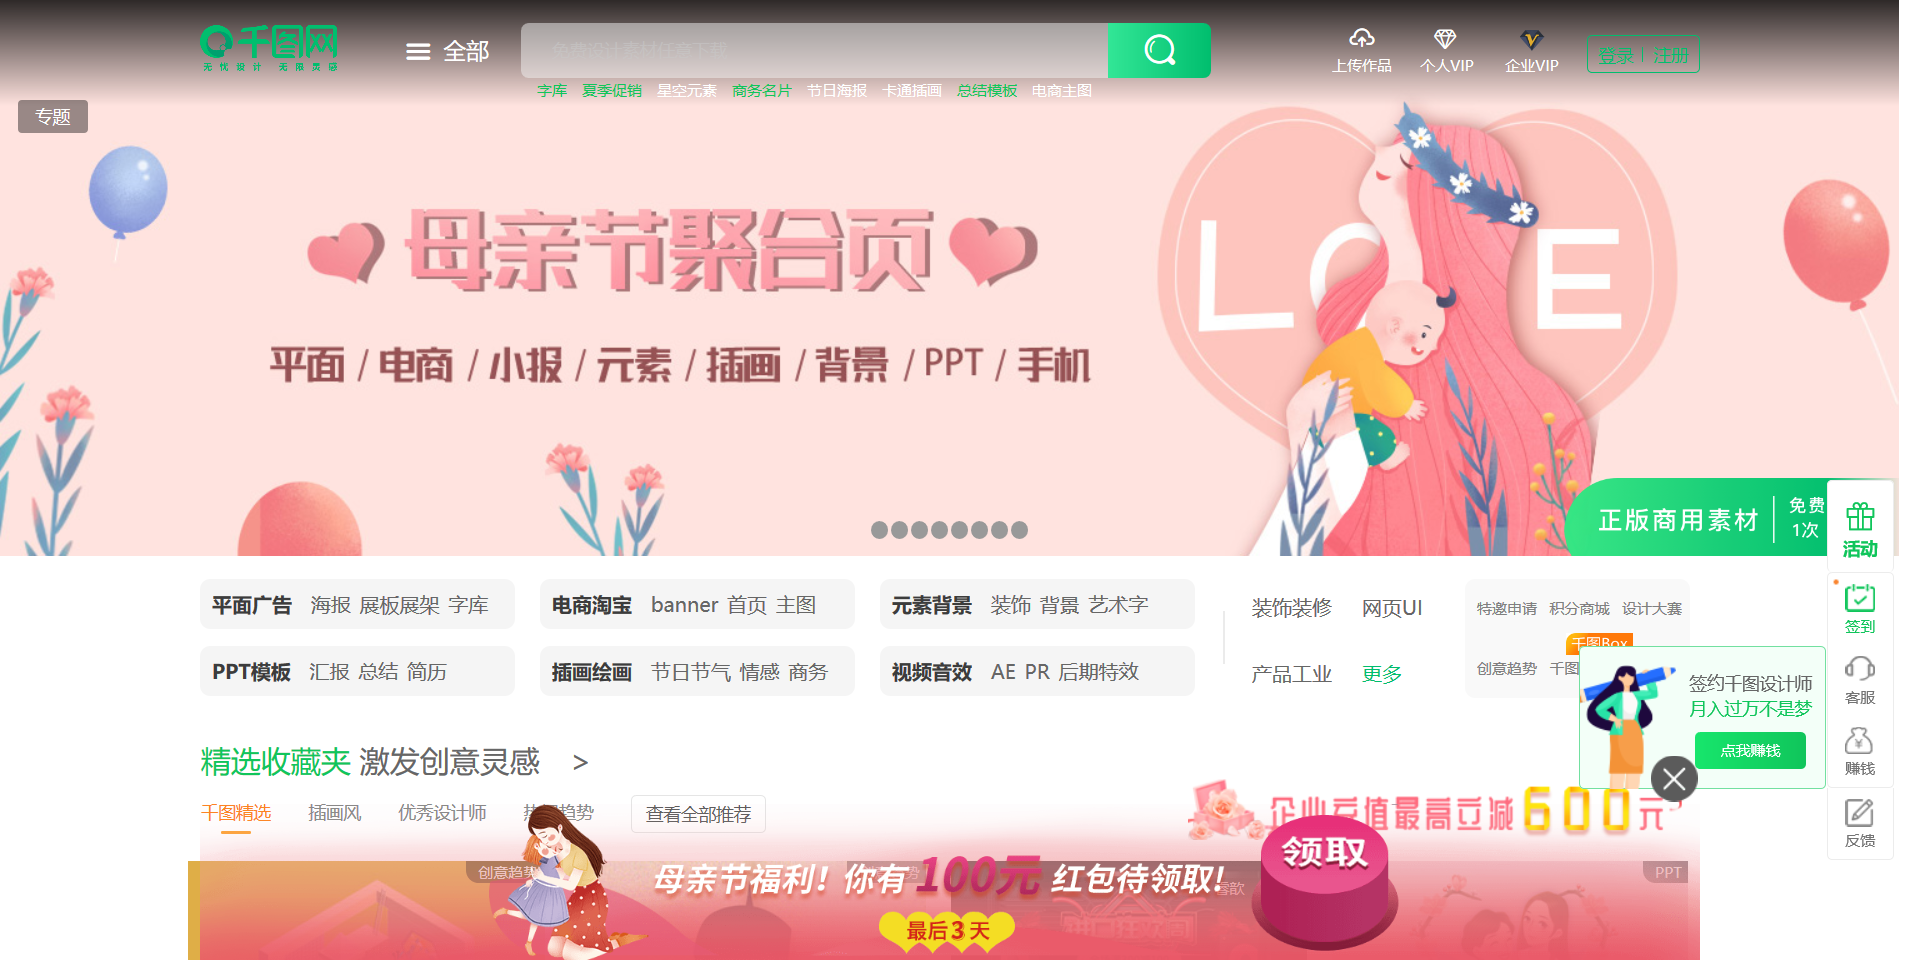 千图网
无忧设计 无限灵感
全部
免费设计素材任意下载
上传作品
个人VIP
企业VIP
登录 | 注册
字库 夏季促销 星空元素 商务名片 节日海报 卡通插画 总结模板 电商主图
专题
母亲节聚合页
平面 / 电商 / 小报 / 元素 / 插画 / 背景 / PPT / 手机
L E
正版商用素材
免费
1次
活动
签到
客服
赚钱
反馈
平面广告 海报 展板展架 字库
电商淘宝 banner 首页 主图
元素背景 装饰 背景 艺术字
装饰装修 网页UI
特邀申请 积分商城 设计大赛
千图Box
PPT模板 汇报 总结 简历
插画绘画 节日节气 情感 商务
视频音效 AE PR 后期特效
产品工业 更多
创意趋势 千图
签约千图设计师
月入过万不是梦
点我赚钱
精选收藏夹 激发创意灵感 >
千图精选 插画风 优秀设计师
趋势
查看全部推荐
企业充值最高立减600元
领取
创意趋势
母亲节福利！你有100元红包待领取!
最后3天
PPT